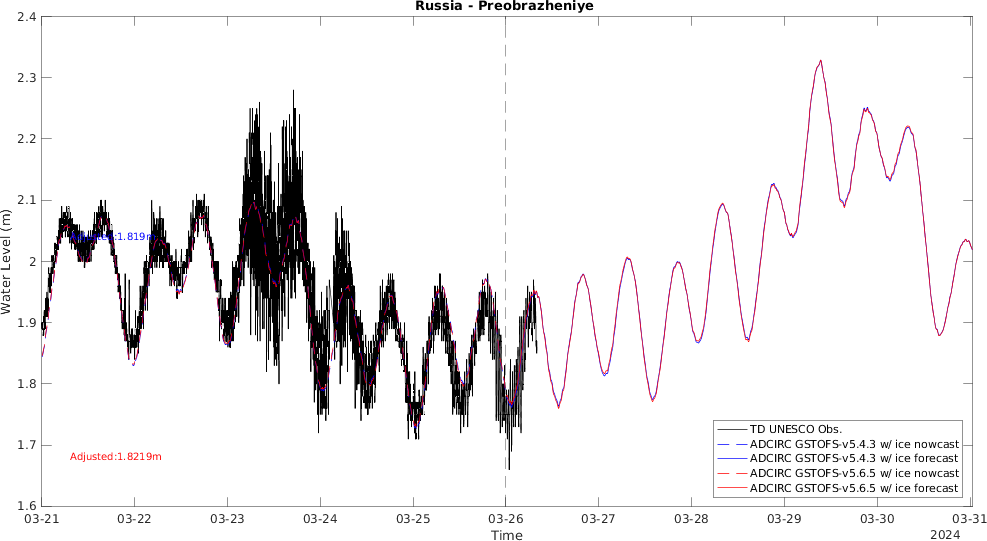 Russia - Preobrazheniye
2.4
2.3
2.2
2.1
2
1.9
1.8
1.7
1.6
Water Level (m)
Adjusted:1.819m
Adjusted:1.8219m
TD UNESCO Obs.
ADCIRC GSTOFS-v5.4.3 w/ ice nowcast
ADCIRC GSTOFS-v5.4.3 w/ ice forecast
ADCIRC GSTOFS-v5.6.5 w/ ice nowcast
ADCIRC GSTOFS-v5.6.5 w/ ice forecast
03-21 03-22 03-23 03-24 03-25 03-26 03-27 03-28 03-29 03-30 03-31
Time
2024